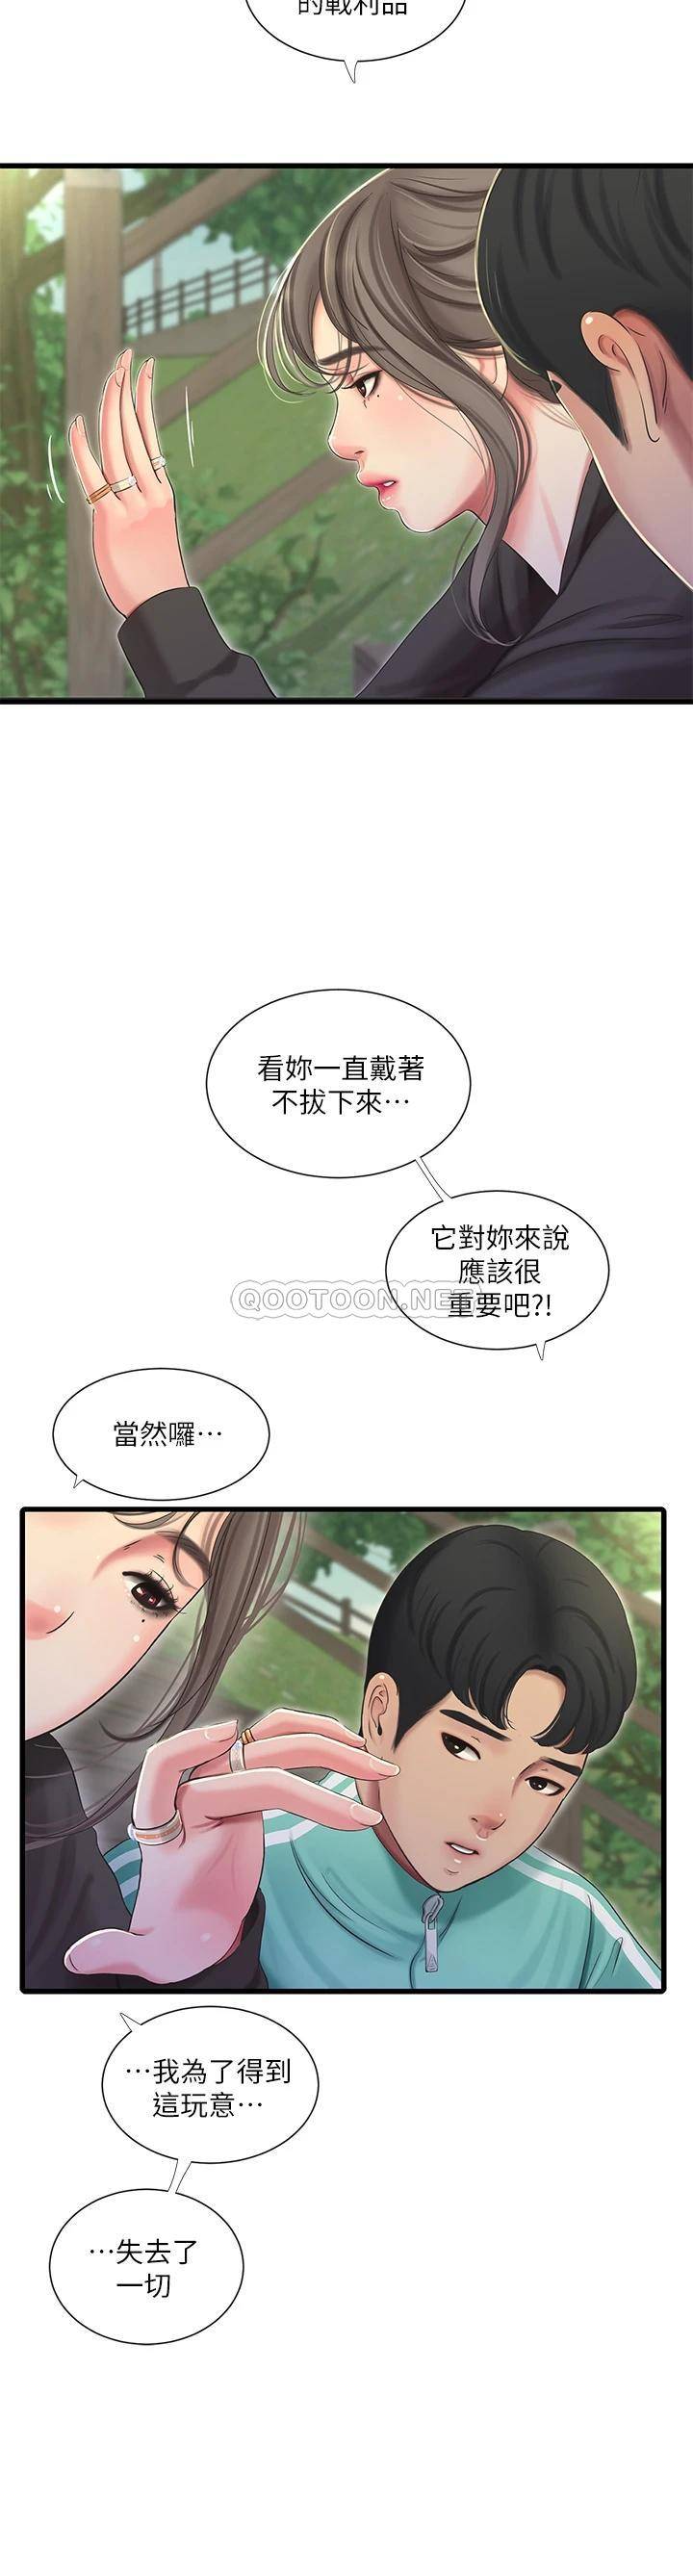 的戰利品
看妳一直戴著
不拔下來…
它對妳來說
應該很
重要吧?!
QOOTOON.NET
當然囉…
…我為了得到
這玩意…
…失去了
一切